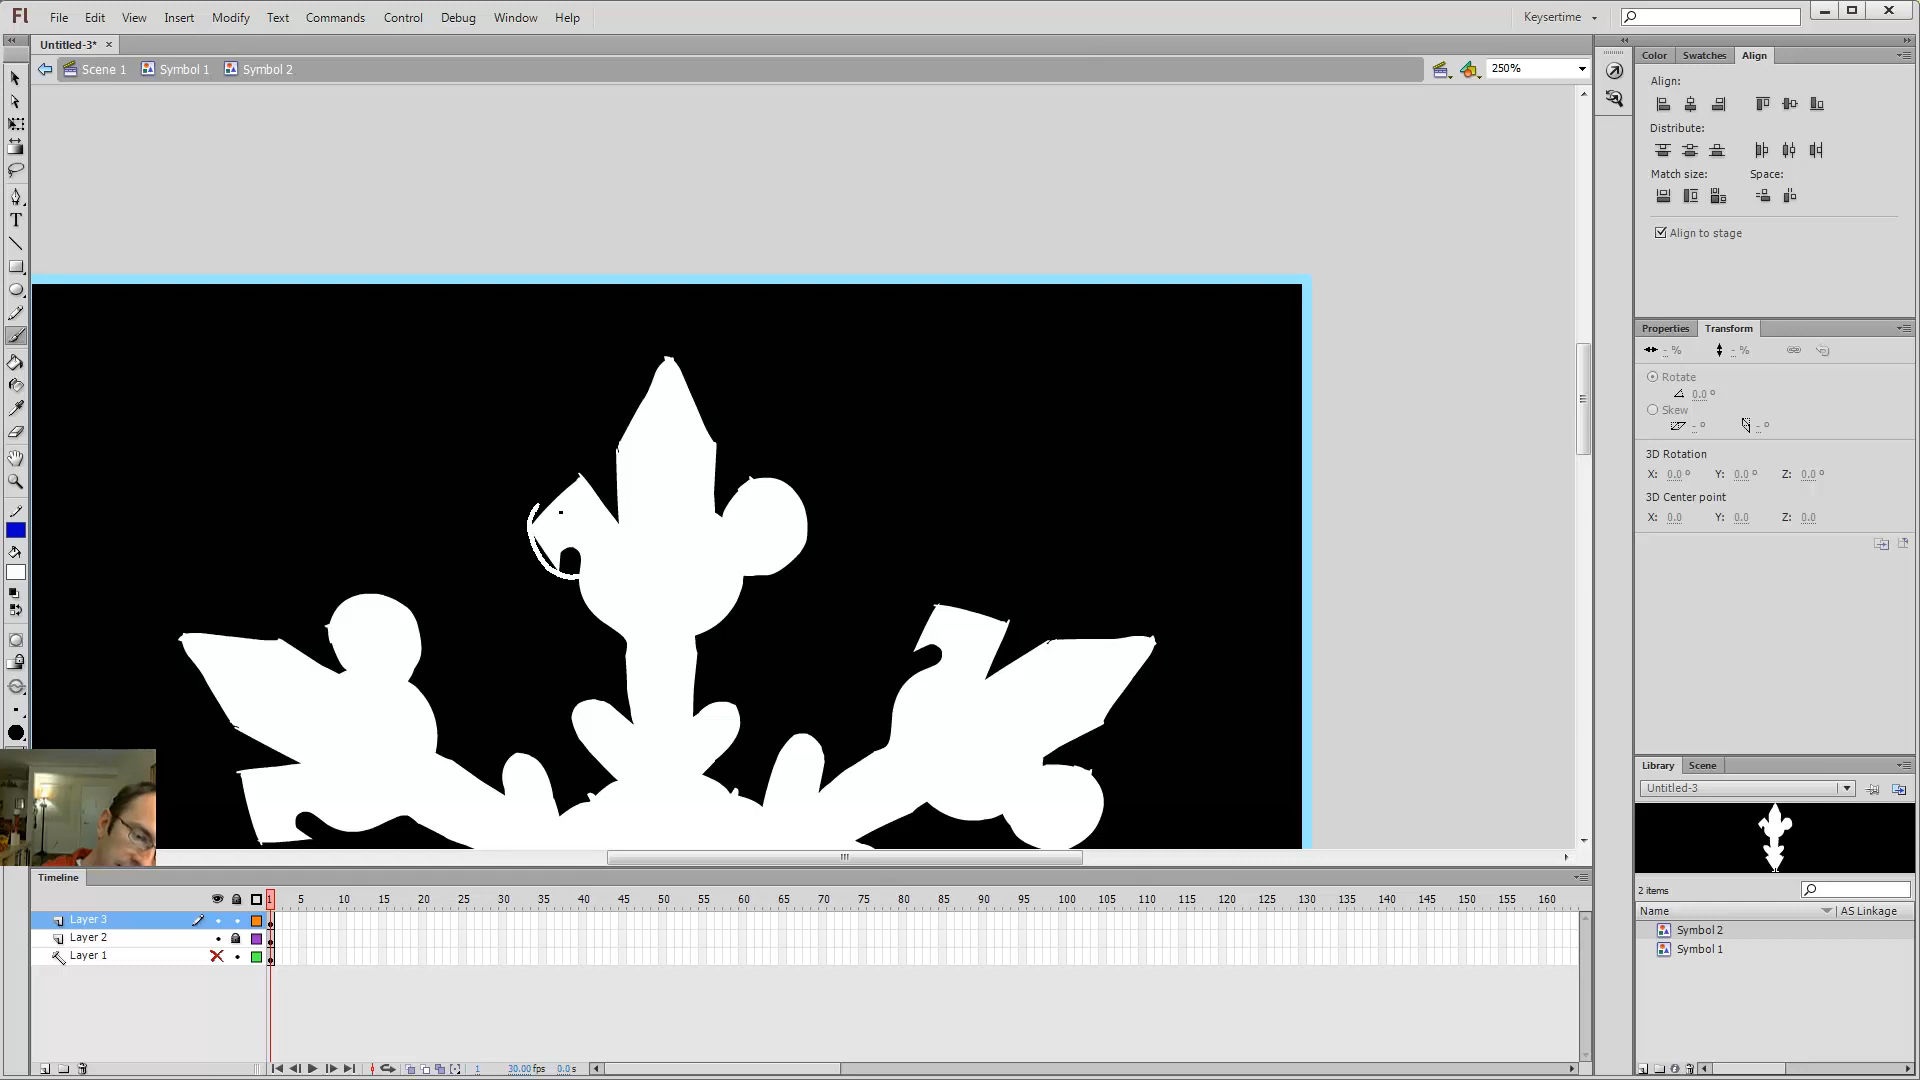 Fl File Edit View Insert Modify Text Commands Control Debug Window Help Keysertime
Untitled-3* ×
Scene 1 Symbol 1 Symbol 2 250%
Color Swatches Align
Align:
Distribute:
Match size: Space:
Align to stage
Properties Transform
- % - %
Rotate
0.0 °
Skew
- ° - °
3D Rotation
X: 0.0 ° Y: 0.0 ° Z: 0.0 °
3D Center point
X: 0.0 Y: 0.0 Z: 0.0
Library Scene
Untitled-3
2 items
Name AS Linkage
Symbol 2
Symbol 1
T
Timeline
1 5 10 15 20 25 30 35 40 45 50 55 60 65 70 75 80 85 90 95 100 105 110 115 120 125 130 135 140 145 150 155 160
Layer 3
Layer 2
Layer 1
1 30.00 fps 0.0 s